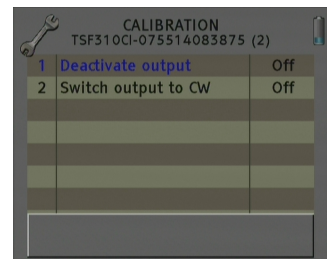 CALIBRATION
TSF310CI-075514083875 (2)
1 Deactivate output Off
2 Switch output to CW Off